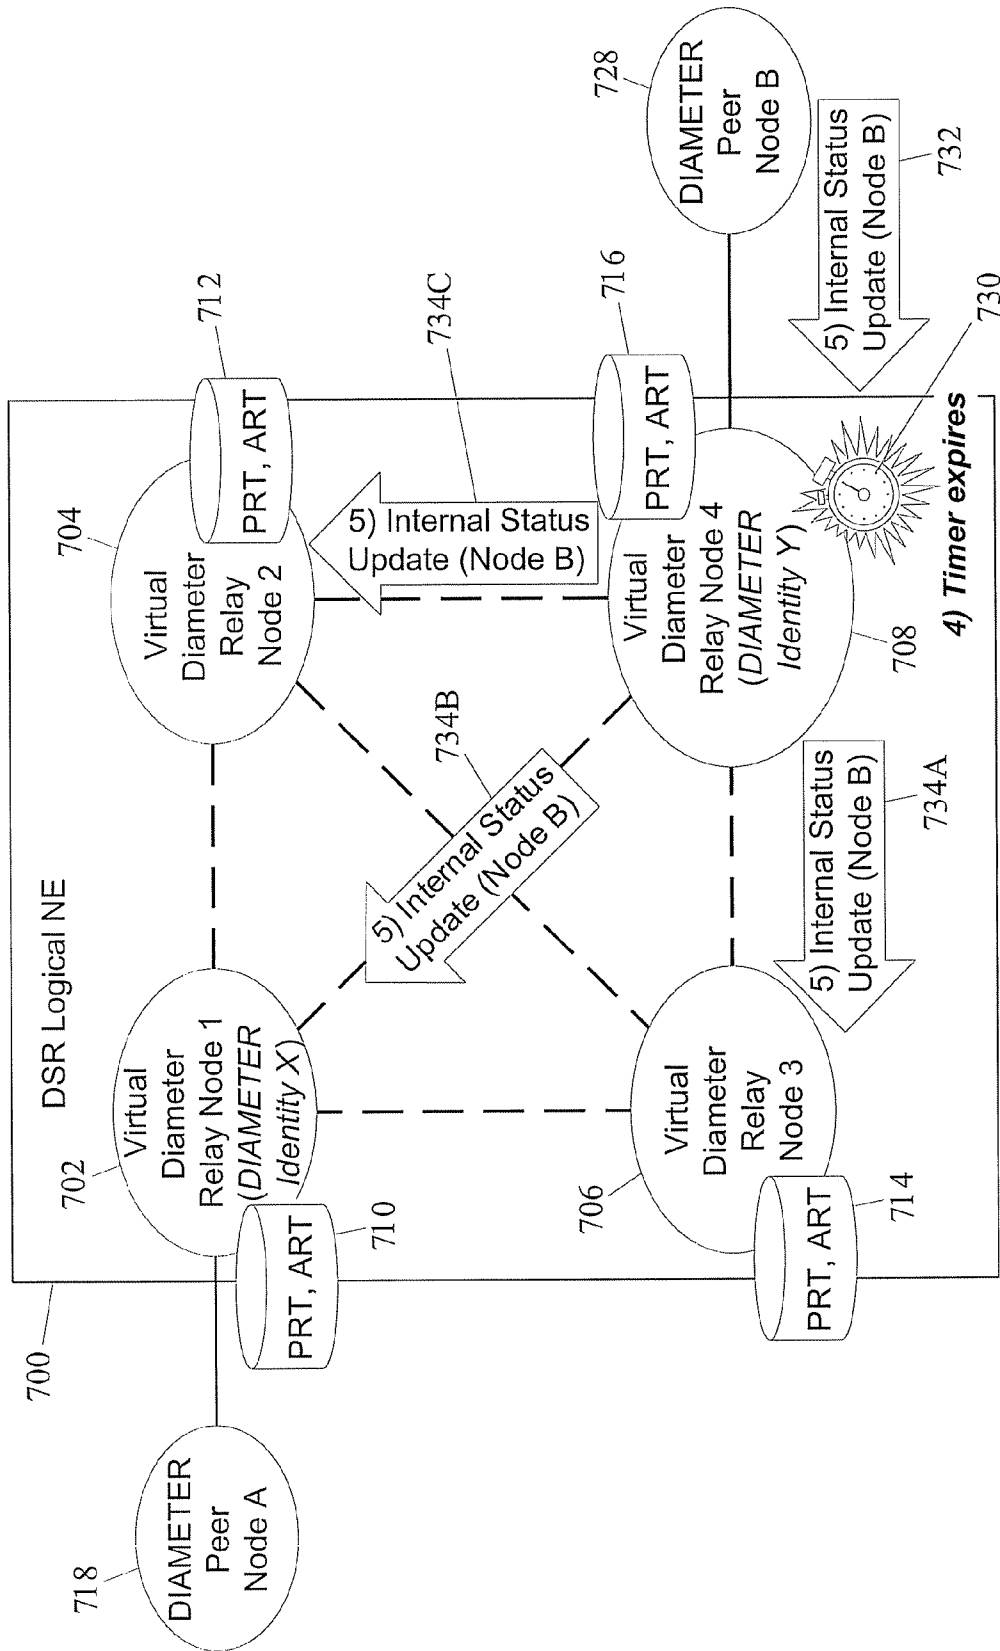 DSR Logical NE
700
718
DIAMETER
Peer
Node A
702
Virtual
Diameter
Relay Node 1
(DIAMETER
Identity X)
PRT, ART
710
704
Virtual
Diameter
Relay
Node 2
PRT, ART
712
5) Internal Status
Update (Node B)
734B
5) Internal Status
Update (Node B)
734C
706
Virtual
Diameter
Relay
Node 3
PRT, ART
714
5) Internal Status
Update (Node B)
734A
Virtual
Diameter
Relay Node 4
(DIAMETER
Identity Y)
708
PRT, ART
716
4) Timer expires
730
728
DIAMETER
Peer
Node B
5) Internal Status
Update (Node B)
732